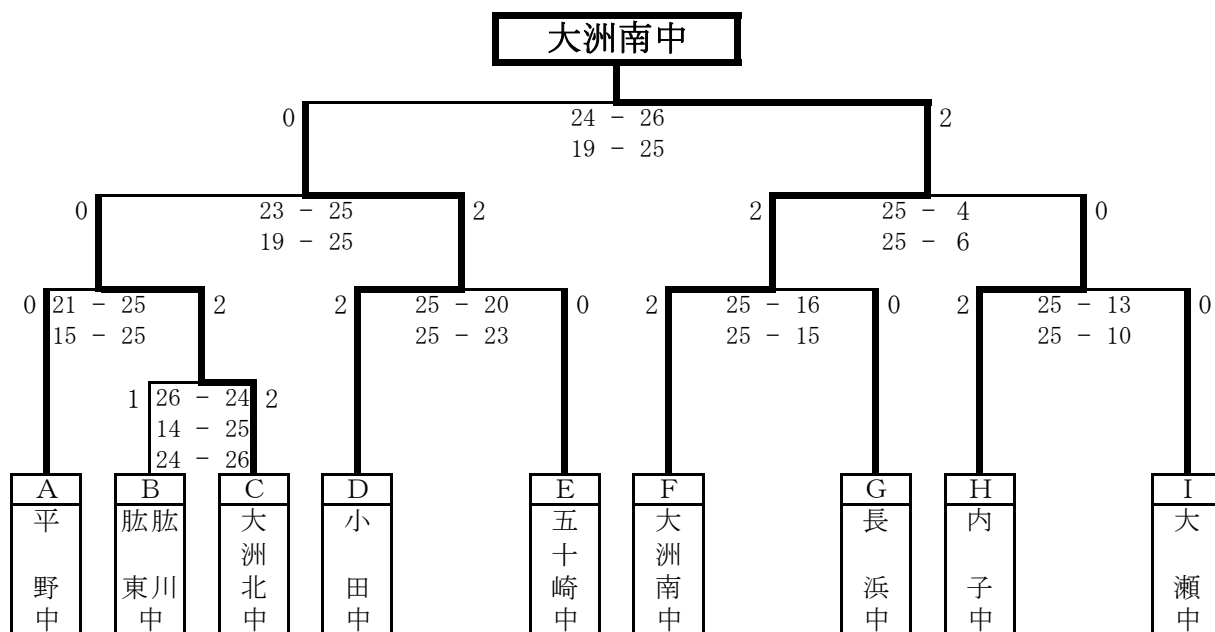 大洲南中
0 24 - 26 2
19 - 25
0 23 - 25 2
19 - 25
2 25 - 4 0
25 - 6
0 21 - 25 2
15 - 25
2 25 - 20 0
25 - 23
2 25 - 16 0
25 - 15
2 25 - 13 0
25 - 10
1 26 - 24 2
14 - 25
24 - 26
A B C D E F G H I
平野中
肱東 肱川 中
大洲北中
小田中
五十崎中
大洲南中
長浜中
内子中
大瀬中